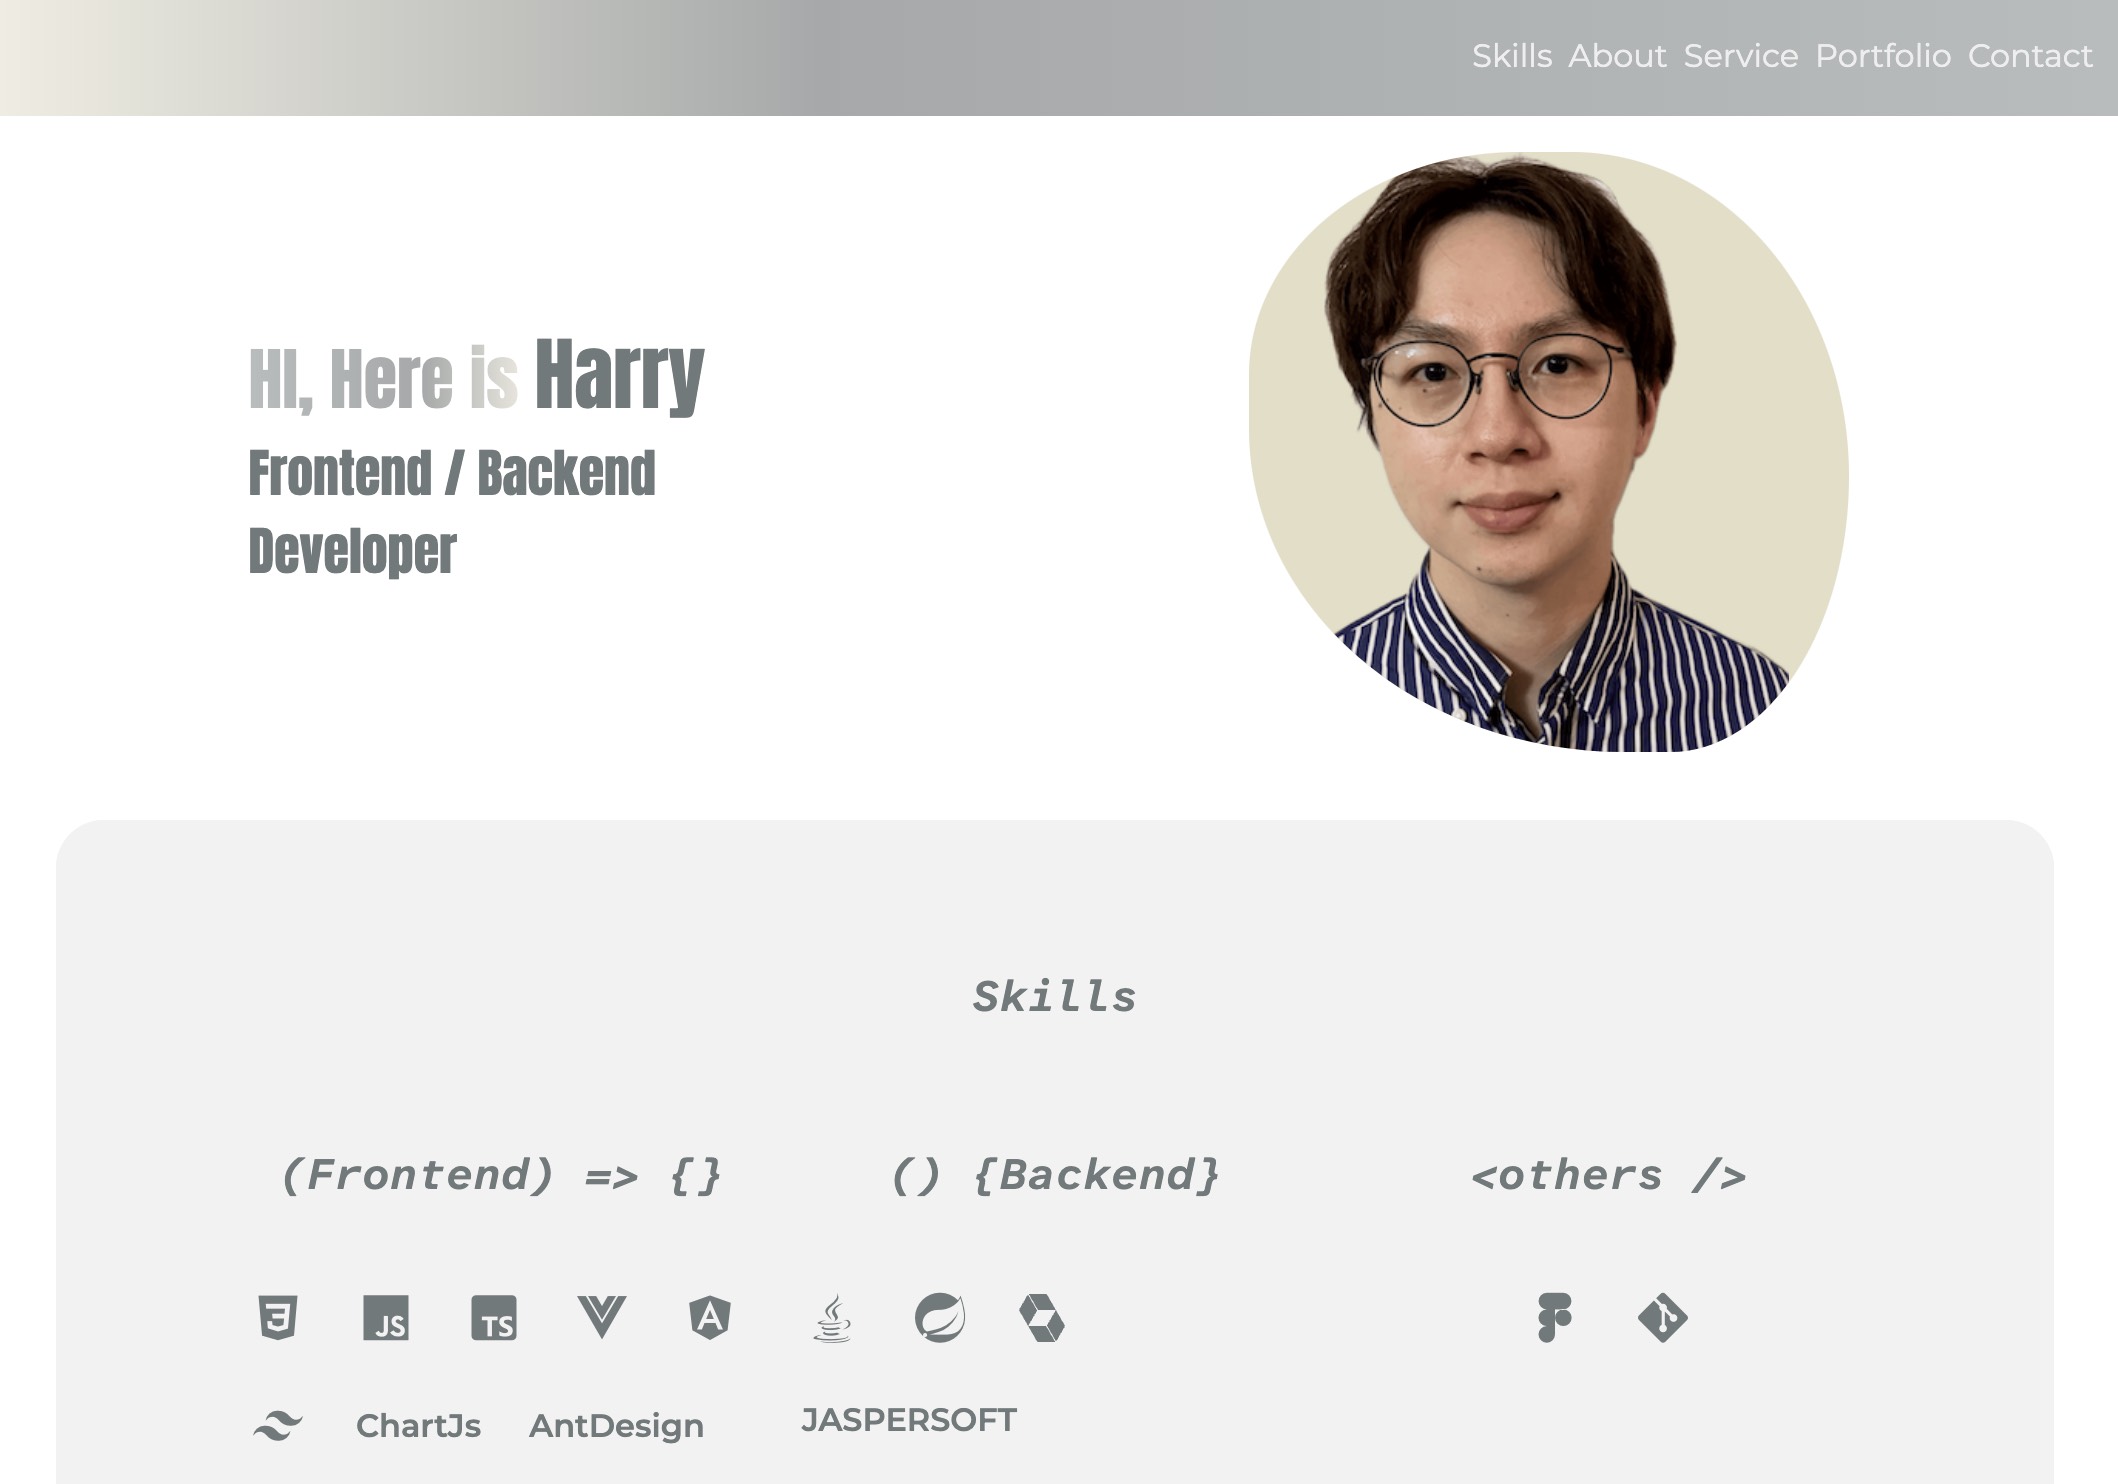 Skills About Service Portfolio Contact
HI, Here is Harry
Frontend / Backend
Developer
Skills
(Frontend) => {}
() {Backend}
<others />
3 JS TS A
ChartJs AntDesign
JASPERSOFT